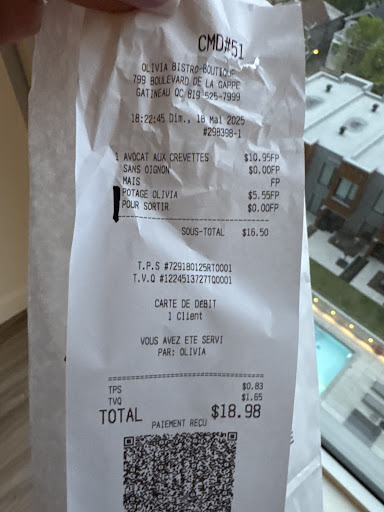 CMD#51
OLIVIA BISTRO-BOUTIQUE
799 BOULEVARD DE LA GAPPE
GATINEAU QC 819 525-7999
18:22:45 Dim., 18 Mai 2025
#298398-1
1 AVOCAT AUX CREVETTES $10.95FP
SANS OIGNON $0.00FP
MAIS FP
POTAGE OLIVIA $5.55FP
POUR SORTIR $0.00FP
SOUS-TOTAL $16.50
T.P.S #729180125RT0001
T.V.Q #1224513727TQ0001
CARTE DE DÉBIT
1 Client
VOUS AVEZ ETE SERVI
PAR: OLIVIA
TPS $0.83
TVQ $1.65
TOTAL $18.98
PAIEMENT REÇU